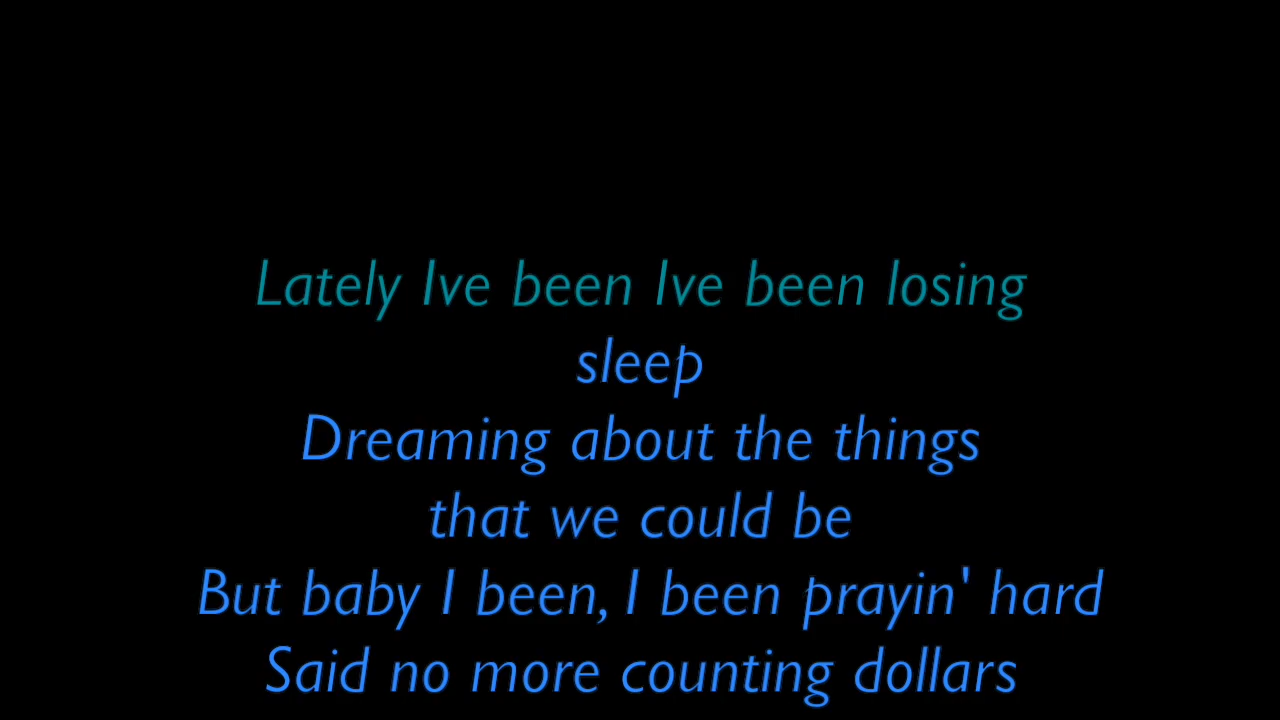 Lately Ive been Ive been losing
sleep
Dreaming about the things
that we could be
But baby I been, I been prayin' hard
Said no more counting dollars